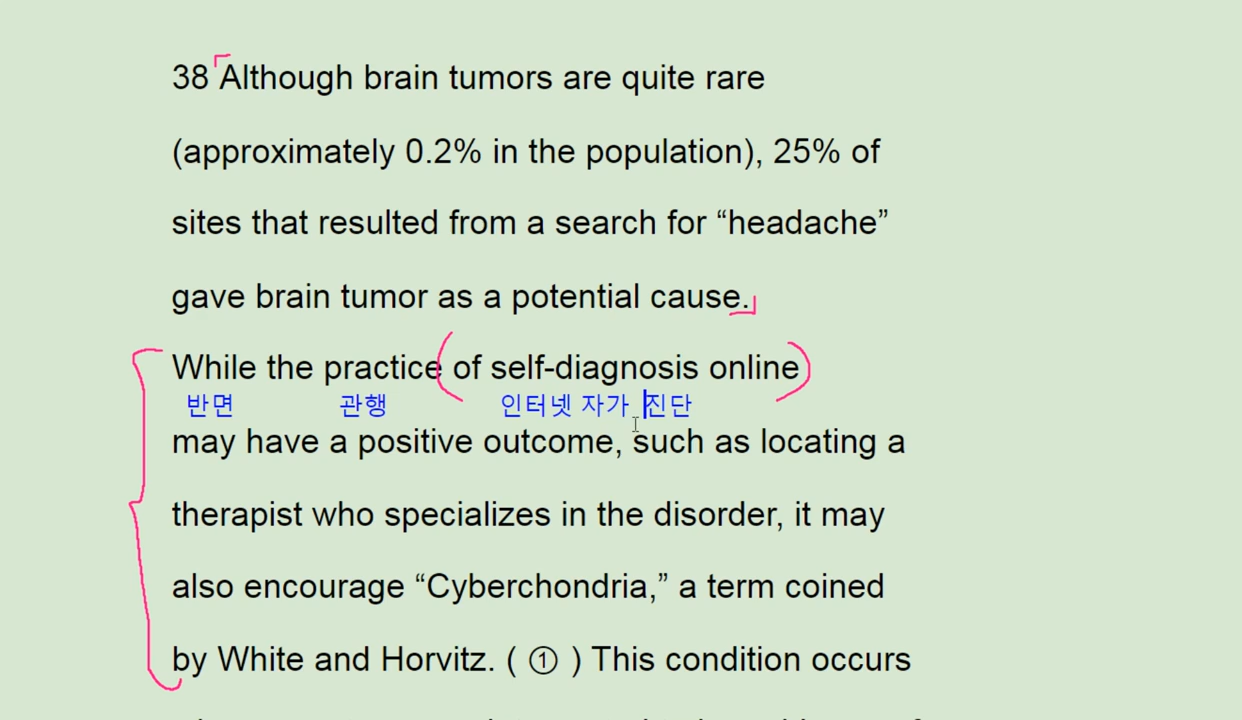 38 Although brain tumors are quite rare
(approximately 0.2% in the population), 25% of
sites that resulted from a search for “headache”
gave brain tumor as a potential cause.
While the practice of self-diagnosis online
반면 관행 인터넷 자가 진단
may have a positive outcome, such as locating a
therapist who specializes in the disorder, it may
also encourage “Cyberchondria,” a term coined
by White and Horvitz. ( ① ) This condition occurs